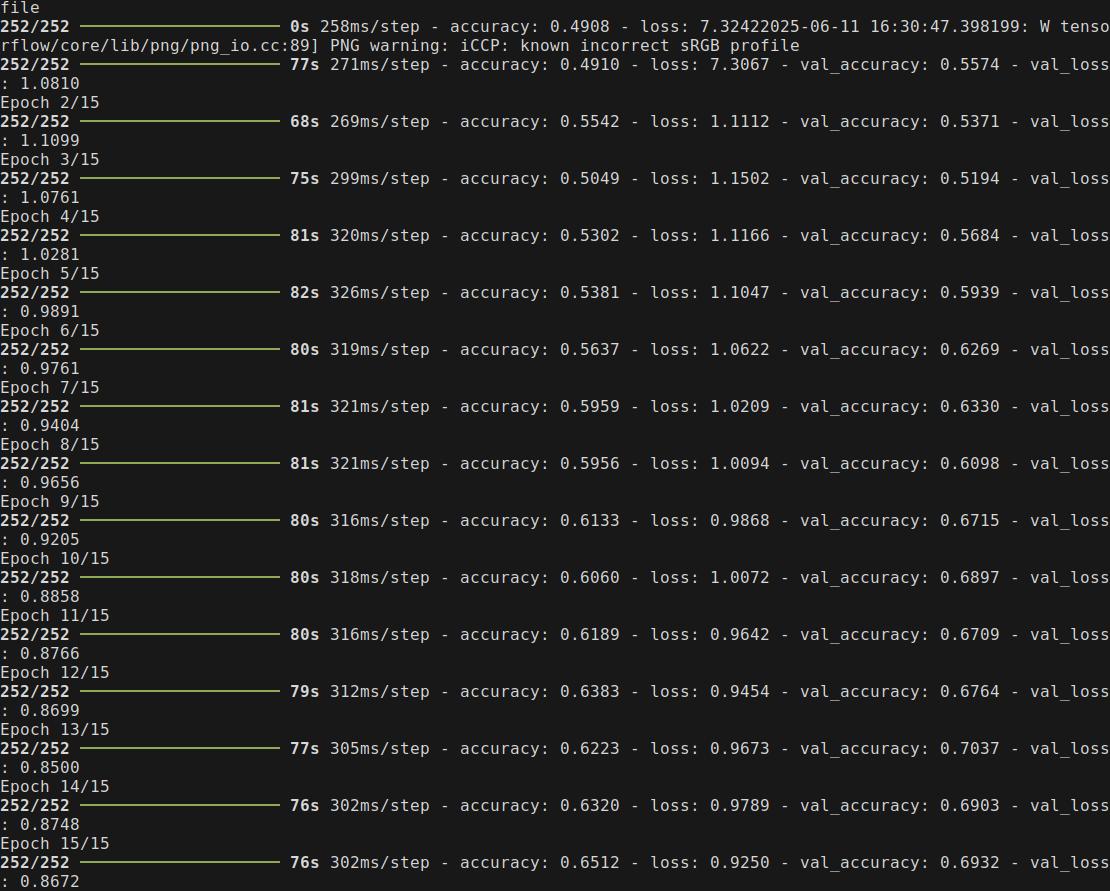 file
252/252 ━━━━━━━━━━━━━━━━━━━━ 0s 258ms/step - accuracy: 0.4908 - loss: 7.32422025-06-11 16:30:47.398199: W tenso
rflow/core/lib/png/png_io.cc:89] PNG warning: iCCP: known incorrect sRGB profile
252/252 ━━━━━━━━━━━━━━━━━━━━ 77s 271ms/step - accuracy: 0.4910 - loss: 7.3067 - val_accuracy: 0.5574 - val_loss
: 1.0810
Epoch 2/15
252/252 ━━━━━━━━━━━━━━━━━━━━ 68s 269ms/step - accuracy: 0.5542 - loss: 1.1112 - val_accuracy: 0.5371 - val_loss
: 1.1099
Epoch 3/15
252/252 ━━━━━━━━━━━━━━━━━━━━ 75s 299ms/step - accuracy: 0.5049 - loss: 1.1502 - val_accuracy: 0.5194 - val_loss
: 1.0761
Epoch 4/15
252/252 ━━━━━━━━━━━━━━━━━━━━ 81s 320ms/step - accuracy: 0.5302 - loss: 1.1166 - val_accuracy: 0.5684 - val_loss
: 1.0281
Epoch 5/15
252/252 ━━━━━━━━━━━━━━━━━━━━ 82s 326ms/step - accuracy: 0.5381 - loss: 1.1047 - val_accuracy: 0.5939 - val_loss
: 0.9891
Epoch 6/15
252/252 ━━━━━━━━━━━━━━━━━━━━ 80s 319ms/step - accuracy: 0.5637 - loss: 1.0622 - val_accuracy: 0.6269 - val_loss
: 0.9761
Epoch 7/15
252/252 ━━━━━━━━━━━━━━━━━━━━ 81s 321ms/step - accuracy: 0.5959 - loss: 1.0209 - val_accuracy: 0.6330 - val_loss
: 0.9404
Epoch 8/15
252/252 ━━━━━━━━━━━━━━━━━━━━ 81s 321ms/step - accuracy: 0.5956 - loss: 1.0094 - val_accuracy: 0.6098 - val_loss
: 0.9656
Epoch 9/15
252/252 ━━━━━━━━━━━━━━━━━━━━ 80s 316ms/step - accuracy: 0.6133 - loss: 0.9868 - val_accuracy: 0.6715 - val_loss
: 0.9205
Epoch 10/15
252/252 ━━━━━━━━━━━━━━━━━━━━ 80s 318ms/step - accuracy: 0.6060 - loss: 1.0072 - val_accuracy: 0.6897 - val_loss
: 0.8858
Epoch 11/15
252/252 ━━━━━━━━━━━━━━━━━━━━ 80s 316ms/step - accuracy: 0.6189 - loss: 0.9642 - val_accuracy: 0.6709 - val_loss
: 0.8766
Epoch 12/15
252/252 ━━━━━━━━━━━━━━━━━━━━ 79s 312ms/step - accuracy: 0.6383 - loss: 0.9454 - val_accuracy: 0.6764 - val_loss
: 0.8699
Epoch 13/15
252/252 ━━━━━━━━━━━━━━━━━━━━ 77s 305ms/step - accuracy: 0.6223 - loss: 0.9673 - val_accuracy: 0.7037 - val_loss
: 0.8500
Epoch 14/15
252/252 ━━━━━━━━━━━━━━━━━━━━ 76s 302ms/step - accuracy: 0.6320 - loss: 0.9789 - val_accuracy: 0.6903 - val_loss
: 0.8748
Epoch 15/15
252/252 ━━━━━━━━━━━━━━━━━━━━ 76s 302ms/step - accuracy: 0.6512 - loss: 0.9250 - val_accuracy: 0.6932 - val_loss
: 0.8672